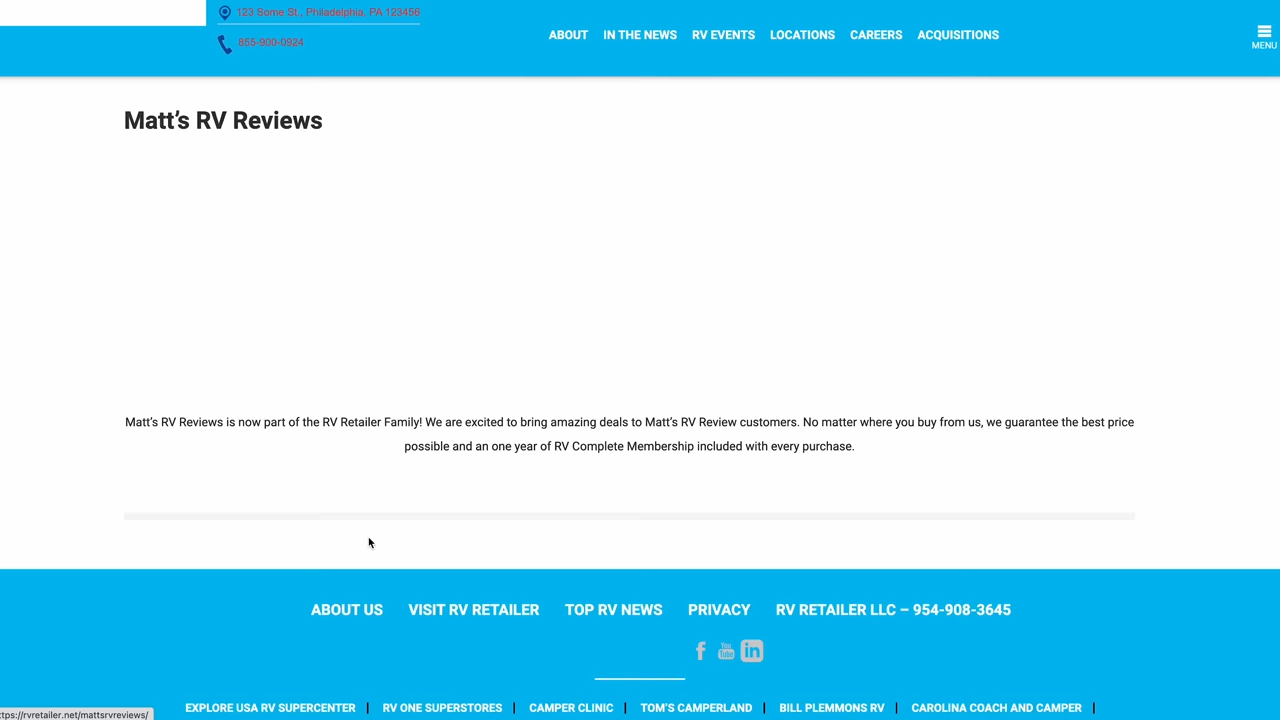 123 Some St., Philadelphia, PA 123456
855-900-0924
ABOUT IN THE NEWS RV EVENTS LOCATIONS CAREERS ACQUISITIONS
MENU
Matt’s RV Reviews
Matt’s RV Reviews is now part of the RV Retailer Family! We are excited to bring amazing deals to Matt’s RV Review customers. No matter where you buy from us, we guarantee the best price
possible and an one year of RV Complete Membership included with every purchase.
ABOUT US VISIT RV RETAILER TOP RV NEWS PRIVACY RV RETAILER LLC – 954-908-3645
f You Tube in
EXPLORE USA RV SUPERCENTER | RV ONE SUPERSTORES | CAMPER CLINIC | TOM’S CAMPERLAND | BILL PLEMMONS RV | CAROLINA COACH AND CAMPER |
ttps://rvretailer.net/mattsrvreviews/